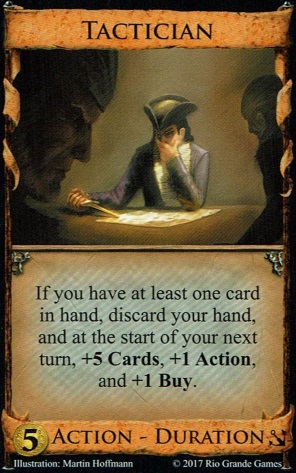 TACTICIAN
If you have at least one card
in hand, discard your hand,
and at the start of your next
turn, +5 Cards, +1 Action,
and +1 Buy.
5 ACTION - DURATION
Illustration: Martin Hoffmann © 2017 Rio Grande Games